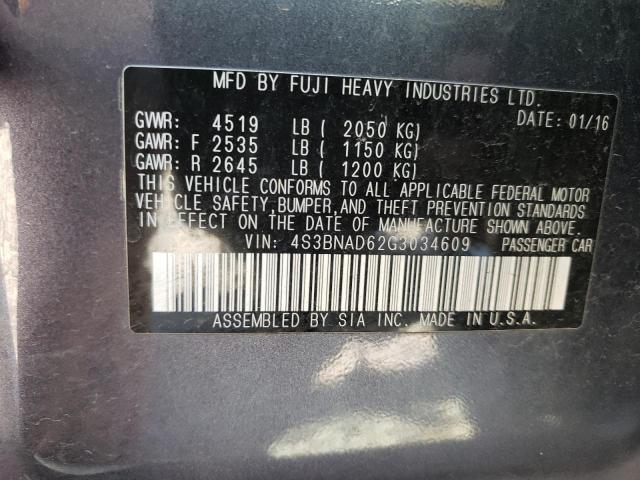 MFD BY FUJI HEAVY INDUSTRIES LTD.
DATE: 01/16
GVWR: 4519 LB ( 2050 KG)
GAWR: F 2535 LB ( 1150 KG)
GAWR: R 2645 LB ( 1200 KG)
THIS VEHICLE CONFORMS TO ALL APPLICABLE FEDERAL MOTOR
VEHICLE SAFETY, BUMPER, AND THEFT PREVENTION STANDARDS
IN EFFECT ON THE DATE OF MANUFACTURE SHOWN ABOVE.
VIN: 4S3BNAD62G3034609 PASSENGER CAR
ASSEMBLED BY SIA INC. MADE IN U.S.A.